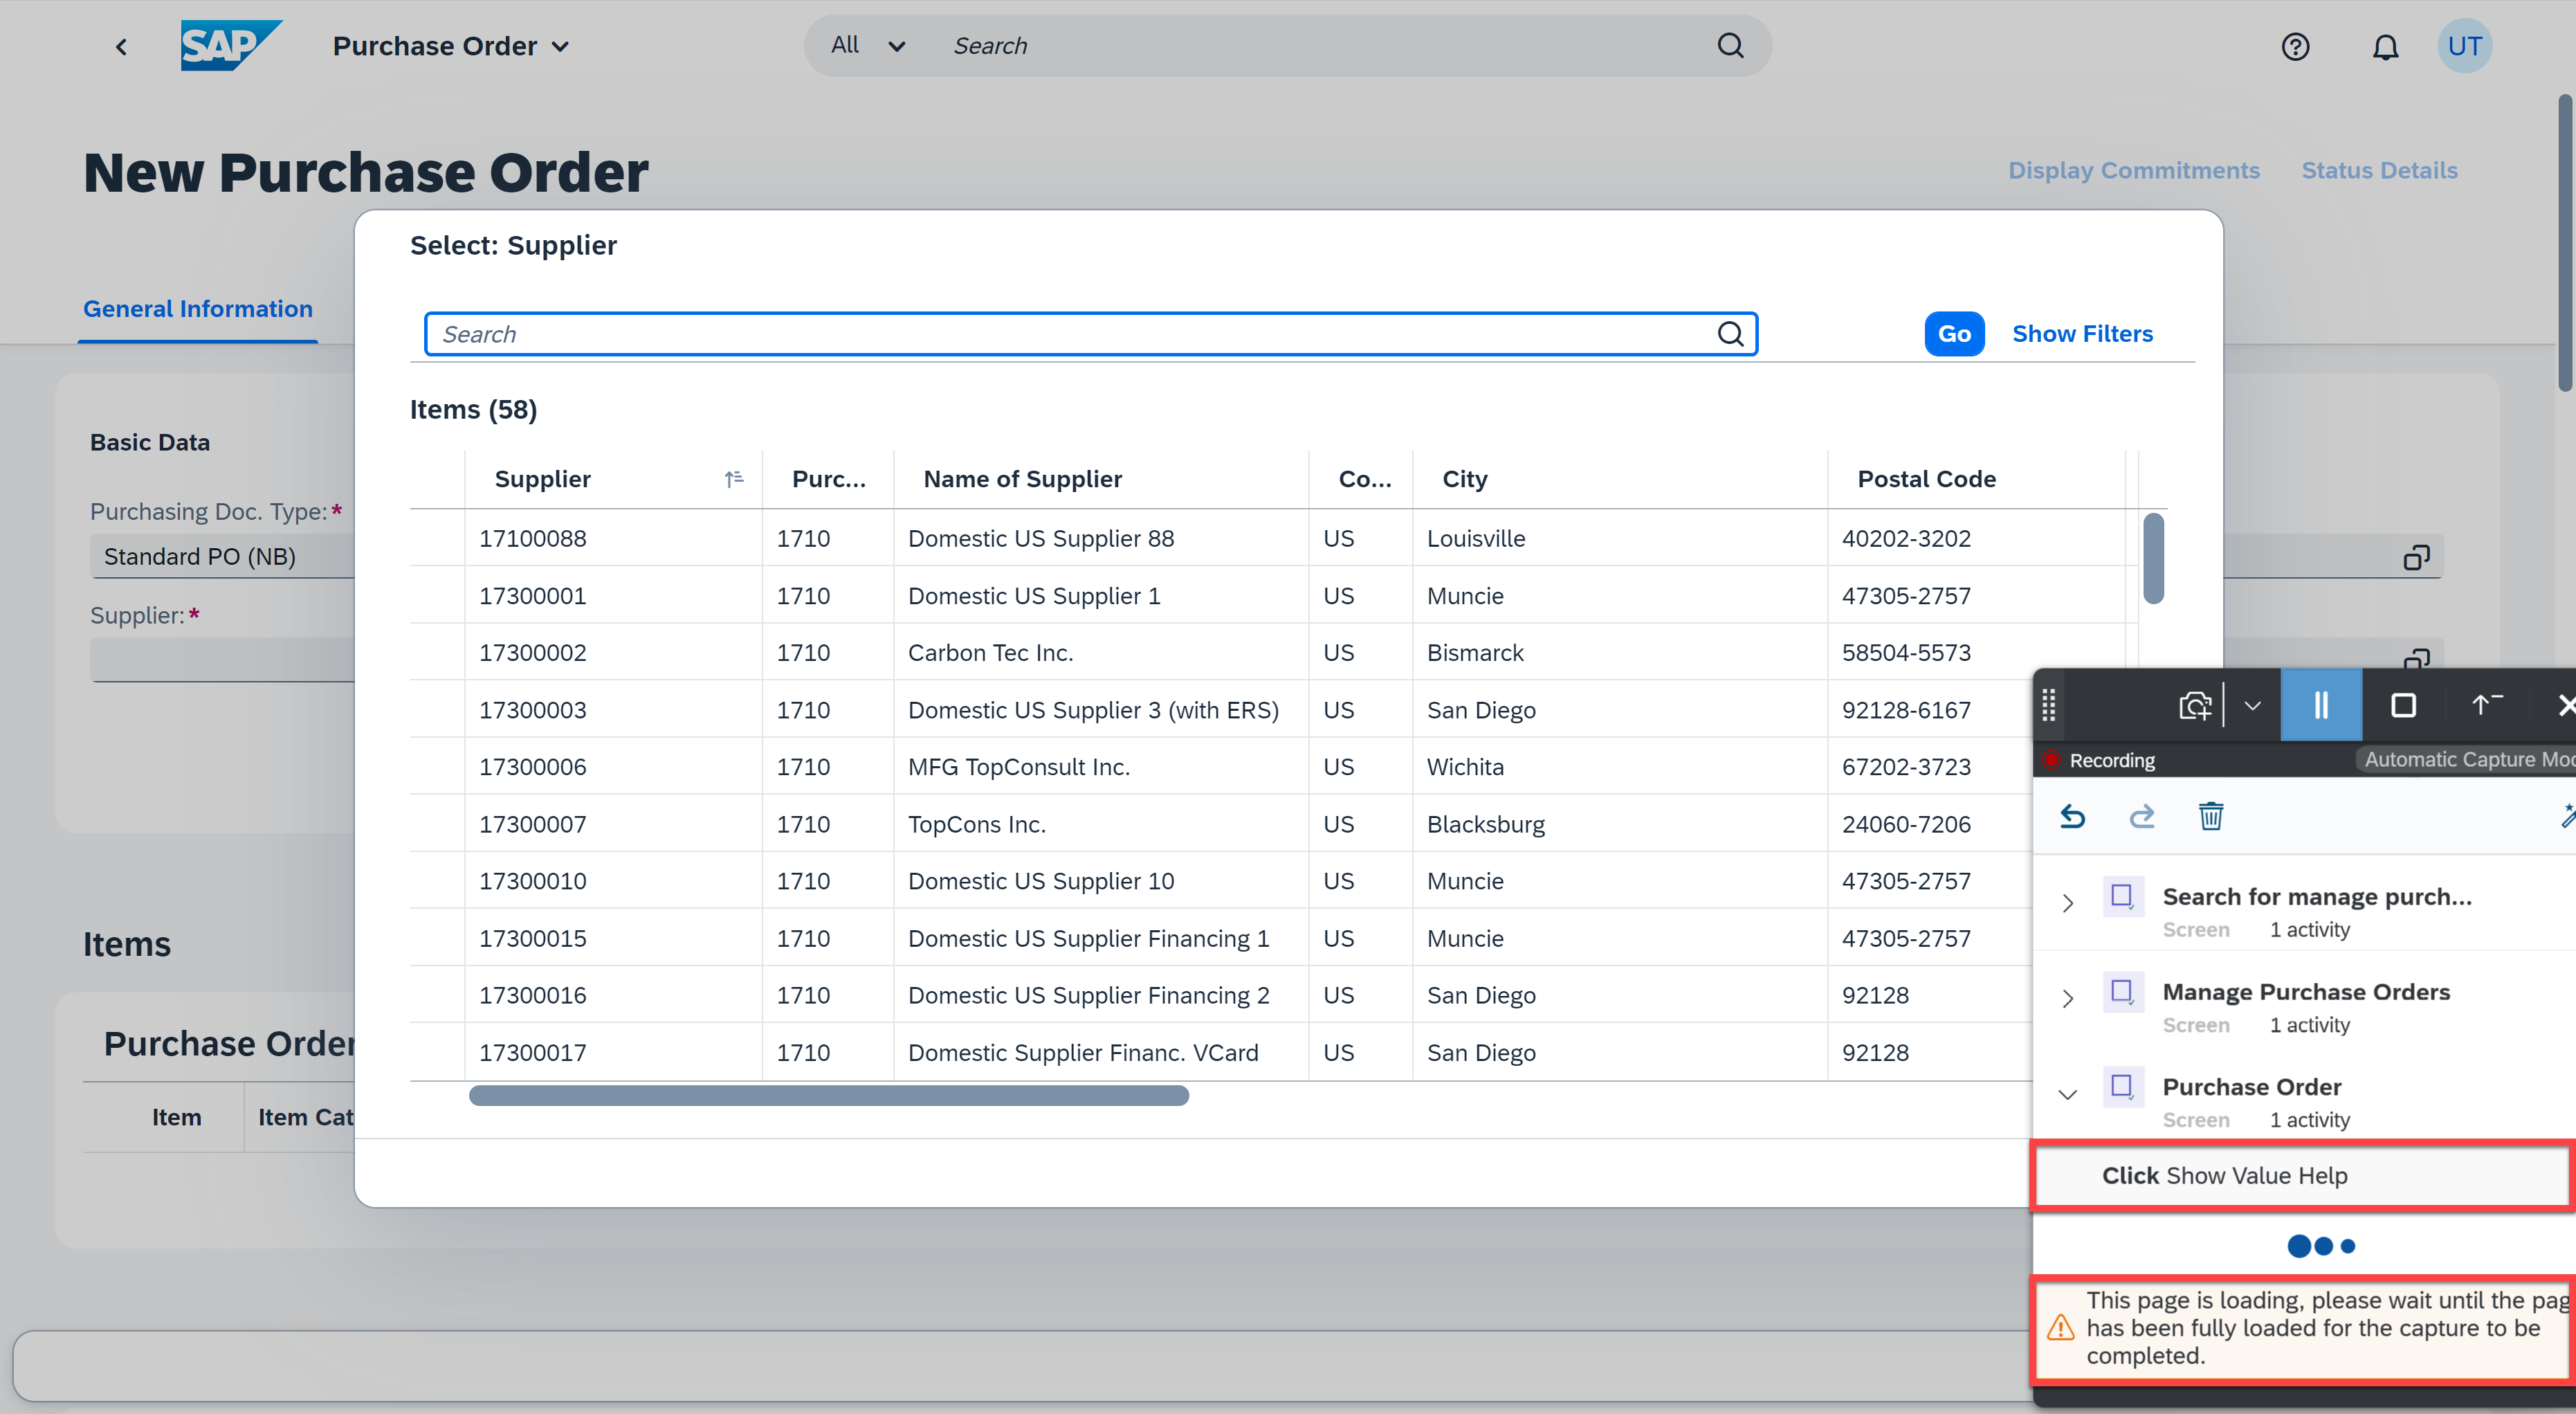 SAP Purchase Order All Search UT
New Purchase Order
Display Commitments Status Details
General Information
Basic Data
Purchasing Doc. Type:*
Standard PO (NB)
Supplier:*
Items
Purchase Order
Item Item Cat
Select: Supplier
Search Go Show Filters
Items (58)
Supplier Purc... Name of Supplier Co... City Postal Code
17100088 1710 Domestic US Supplier 88 US Louisville 40202-3202
17300001 1710 Domestic US Supplier 1 US Muncie 47305-2757
17300002 1710 Carbon Tec Inc. US Bismarck 58504-5573
17300003 1710 Domestic US Supplier 3 (with ERS) US San Diego 92128-6167
17300006 1710 MFG TopConsult Inc. US Wichita 67202-3723
17300007 1710 TopCons Inc. US Blacksburg 24060-7206
17300010 1710 Domestic US Supplier 10 US Muncie 47305-2757
17300015 1710 Domestic US Supplier Financing 1 US Muncie 47305-2757
17300016 1710 Domestic US Supplier Financing 2 US San Diego 92128
17300017 1710 Domestic Supplier Financ. VCard US San Diego 92128
Recording Automatic Capture Mod
Search for manage purch...
Screen 1 activity
Manage Purchase Orders
Screen 1 activity
Purchase Order
Screen 1 activity
Click Show Value Help
This page is loading, please wait until the pag
has been fully loaded for the capture to be
completed.